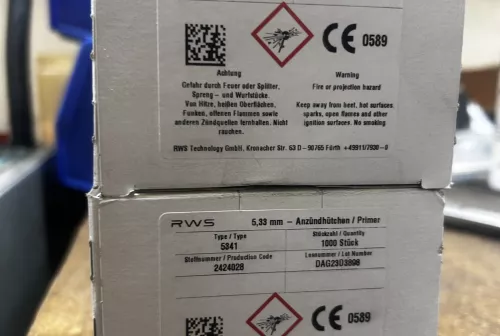 CE 0589
Achtung
Warning
Gefahr durch Feuer oder Splitter,
Spreng - und Wurfstücke.
Von Hitze, heißen Oberflächen,
Funken, offenen Flammen sowie
anderen Zündquellen fernhalten. Nicht
rauchen.
Fire or projection hazard
Keep away from heat, hot surfaces,
sparks, open flames and other
ignition surfaces. No smoking
RWS Technology GmbH. Kronacher Str. 63 D-90765 Fürth +49911/7930-0
RWS 5,33 mm - Anzündhütchen / Primer
Type / Type
5341
Stückzahl / Quantity
1000 Stück
Stoffnummer / Production Code
2424028
Losnummer / Lot Number
DAG23D3898
CE 0589